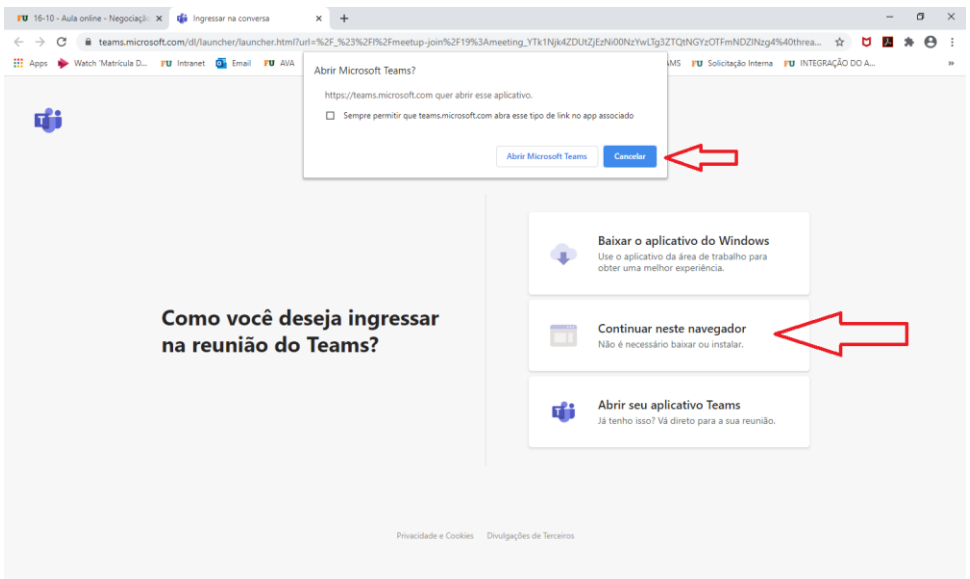 16-10 - Aula online - Negociaçã
Ingressar na conversa
teams.microsoft.com/dl/launcher/launcher.html?url=%2F_%23%2Fl%2Fmeetup-join%2F19%3Ameeting_YTk1Njk4ZDUtZjEzNi00NzYwLTg3ZTQtNGYzOTFmNDZlNzg4%40threa...
Apps Watch 'Matrícula D... FU Intranet Email FU AVA AMS FU Solicitação Interna FU INTEGRAÇÃO DO A... »
Abrir Microsoft Teams?
https://teams.microsoft.com quer abrir esse aplicativo.
Sempre permitir que teams.microsoft.com abra esse tipo de link no app associado
Abrir Microsoft Teams Cancelar
Como você deseja ingressar
na reunião do Teams?
Baixar o aplicativo do Windows
Use o aplicativo da área de trabalho para
obter uma melhor experiência.
Continuar neste navegador
Não é necessário baixar ou instalar.
Abrir seu aplicativo Teams
Já tenho isso? Vá direto para a sua reunião.
Privacidade e Cookies Divulgações de Terceiros